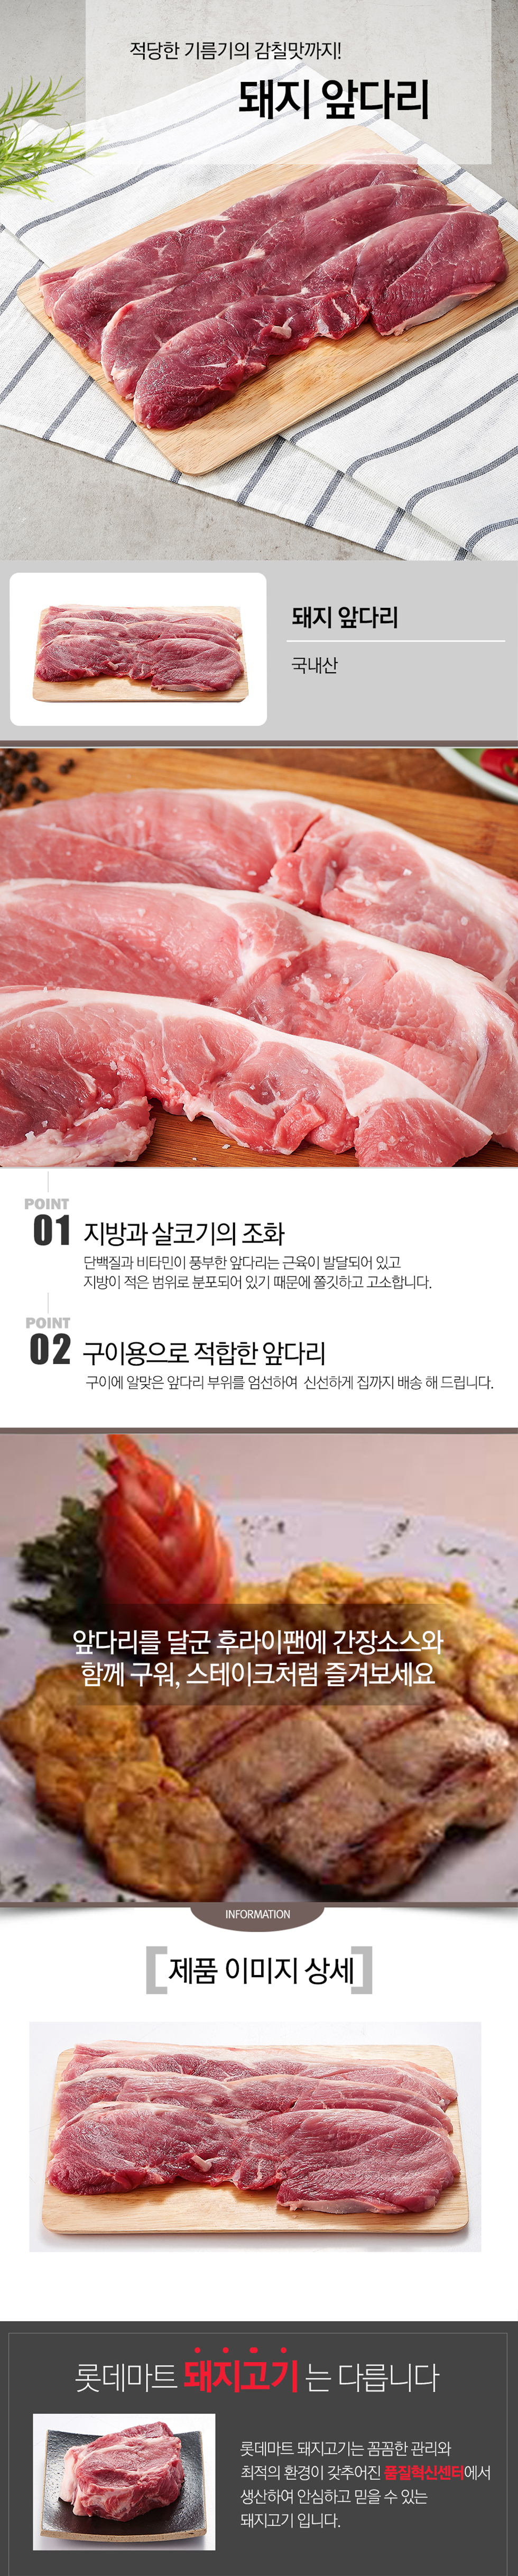 적당한 기름기의 감칠맛까지!
돼지 앞다리
돼지 앞다리
국내산
POINT
01 지방과 살코기의 조화
단백질과 비타민이 풍부한 앞다리는 근육이 발달되어 있고
지방이 적은 범위로 분포되어 있기 때문에 쫄깃하고 고소합니다.
POINT
02 구이용으로 적합한 앞다리
구이에 알맞은 앞다리 부위를 엄선하여 신선하게 집까지 배송 해 드립니다.
앞다리를 달군 후라이팬에 간장소스와
함께 구워, 스테이크처럼 즐겨보세요
INFORMATION
[제품 이미지 상세]
롯데마트 돼지고기는 다릅니다
롯데마트 돼지고기는 꼼꼼한 관리와
최적의 환경이 갖추어진 품질혁신센터에서
생산하여 안심하고 믿을 수 있는
돼지고기 입니다.